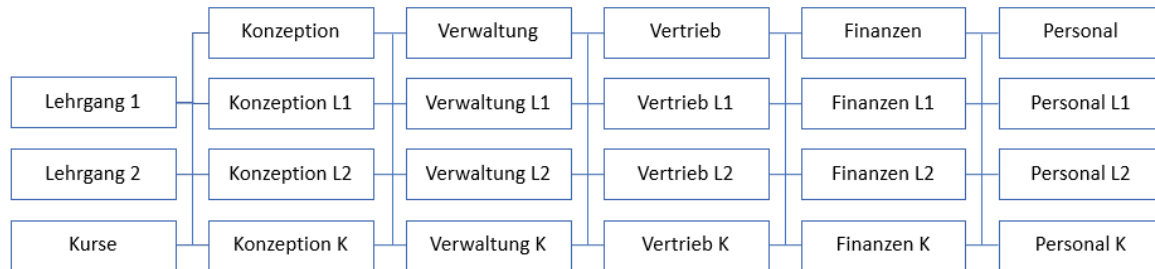 Konzeption
Verwaltung
Vertrieb
Finanzen
Personal
Lehrgang 1
Konzeption L1
Verwaltung L1
Vertrieb L1
Finanzen L1
Personal L1
Lehrgang 2
Konzeption L2
Verwaltung L2
Vertrieb L2
Finanzen L2
Personal L2
Kurse
Konzeption K
Verwaltung K
Vertrieb K
Finanzen K
Personal K